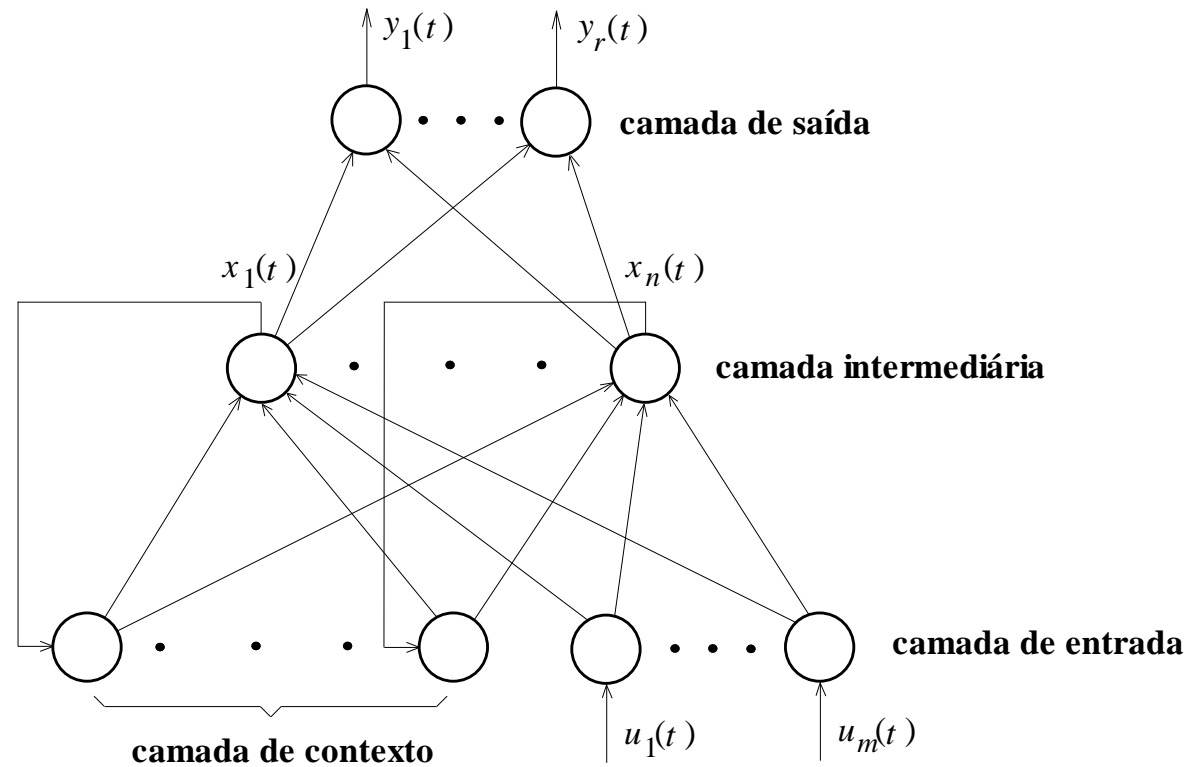 y1(t) yr(t)
camada de saída
x1(t) xn(t)
camada intermediária
camada de entrada
u1(t) um(t)
camada de contexto